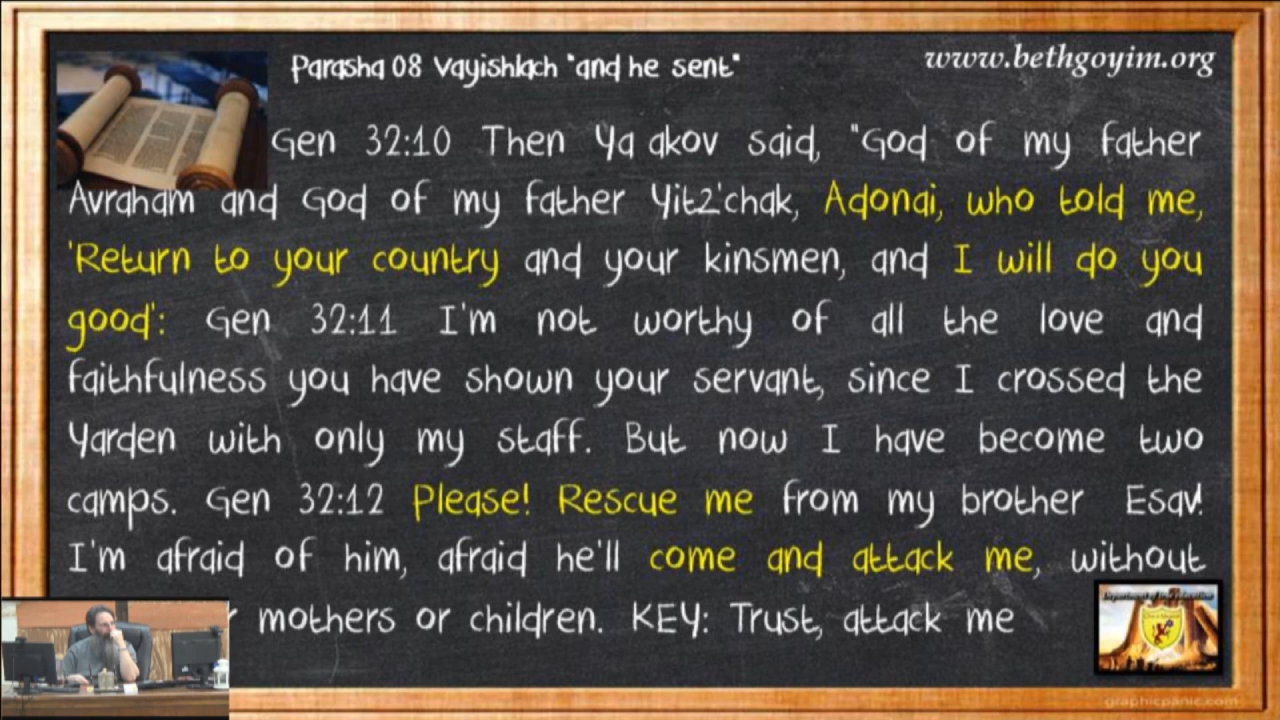 Parasha 08 Vayishlach "and he sent"
www.bethgoyim.org
Gen 32:10 Then Ya akov said, "God of my father
Avraham and God of my father Yitz'chak, Adonai, who told me,
'Return to your country and your kinsmen, and I will do you
good': Gen 32:11 I'm not worthy of all the love and
faithfulness you have shown your servant, since I crossed the
Yarden with only my staff. But now I have become two
camps. Gen 32:12 Please! Rescue me from my brother Esav!
I'm afraid of him, afraid he'll come and attack me, without
mothers or children. KEY: Trust, attack me
graphicpanic.com